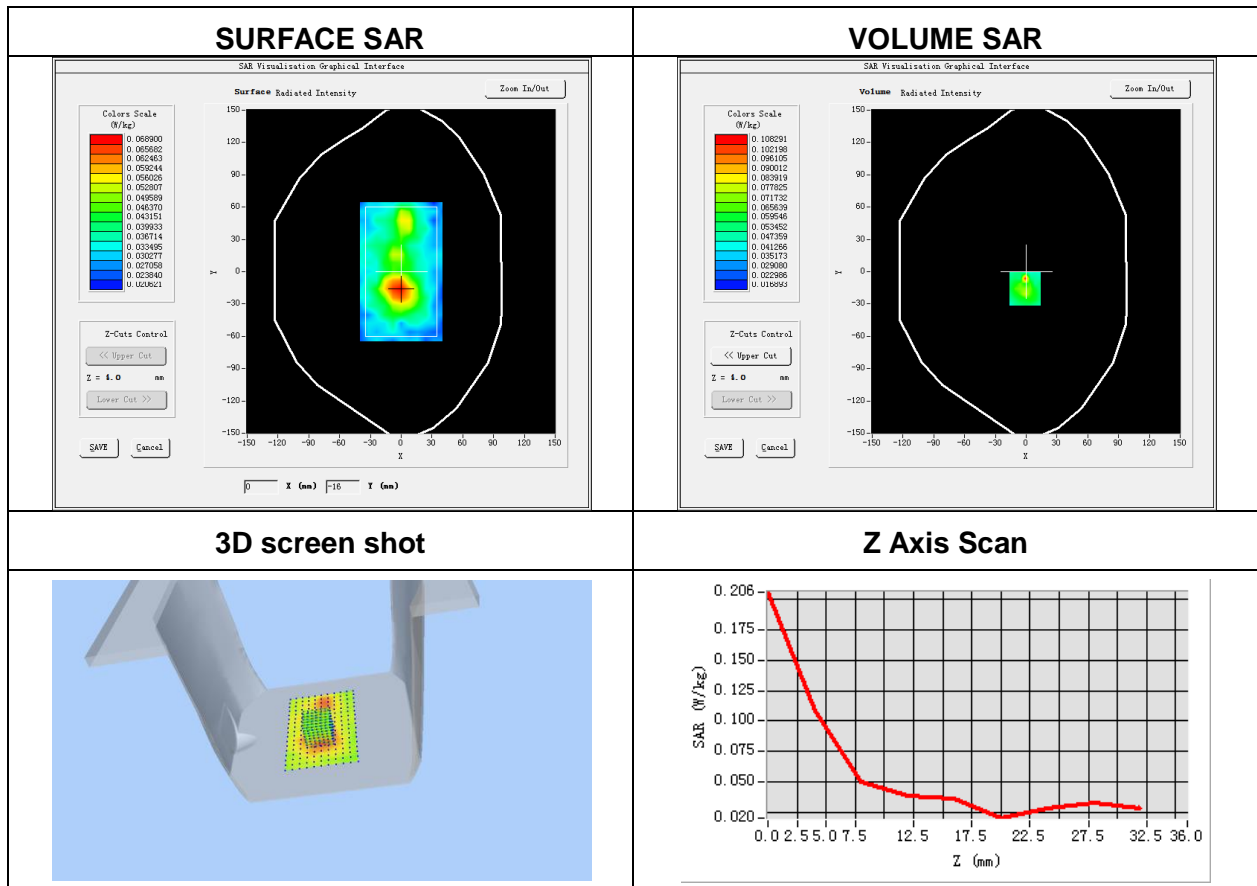 SURFACE SAR
VOLUME SAR
SAR Visualisation Graphical Interface
Surface Radiated Intensity
Zoom In/Out
Colors Scale
(W/kg)
0.068900
0.065682
0.062463
0.059244
0.056026
0.052807
0.049589
0.046370
0.043151
0.039933
0.036714
0.033495
0.030277
0.027058
0.023840
0.020621
150
120
90
60
30
0
-30
-60
-90
-120
-150
Y
-150 -120 -90 -60 -30 0 30 60 90 120 150
X
Z-Cuts Control
<< Upper Cut
Z = 4.0 mm
Lower Cut >>
SAVE Cancel
0 X (mm) -16 Y (mm)
SAR Visualisation Graphical Interface
Volume Radiated Intensity
Zoom In/Out
Colors Scale
(W/kg)
0.108291
0.102198
0.096105
0.090012
0.083919
0.077825
0.071732
0.065639
0.059546
0.053452
0.047359
0.041266
0.035173
0.029080
0.022986
0.016893
150
120
90
60
30
0
-30
-60
-90
-120
-150
Y
-150 -120 -90 -60 -30 0 30 60 90 120 150
X
Z-Cuts Control
<< Upper Cut
Z = 4.0 mm
Lower Cut >>
SAVE Cancel
3D screen shot
Z Axis Scan
0.206
0.175
0.150
0.125
0.100
0.075
0.050
0.020
SAR (W/kg)
0.0 2.5 5.0 7.5 12.5 17.5 22.5 27.5 32.5 36.0
Z (mm)